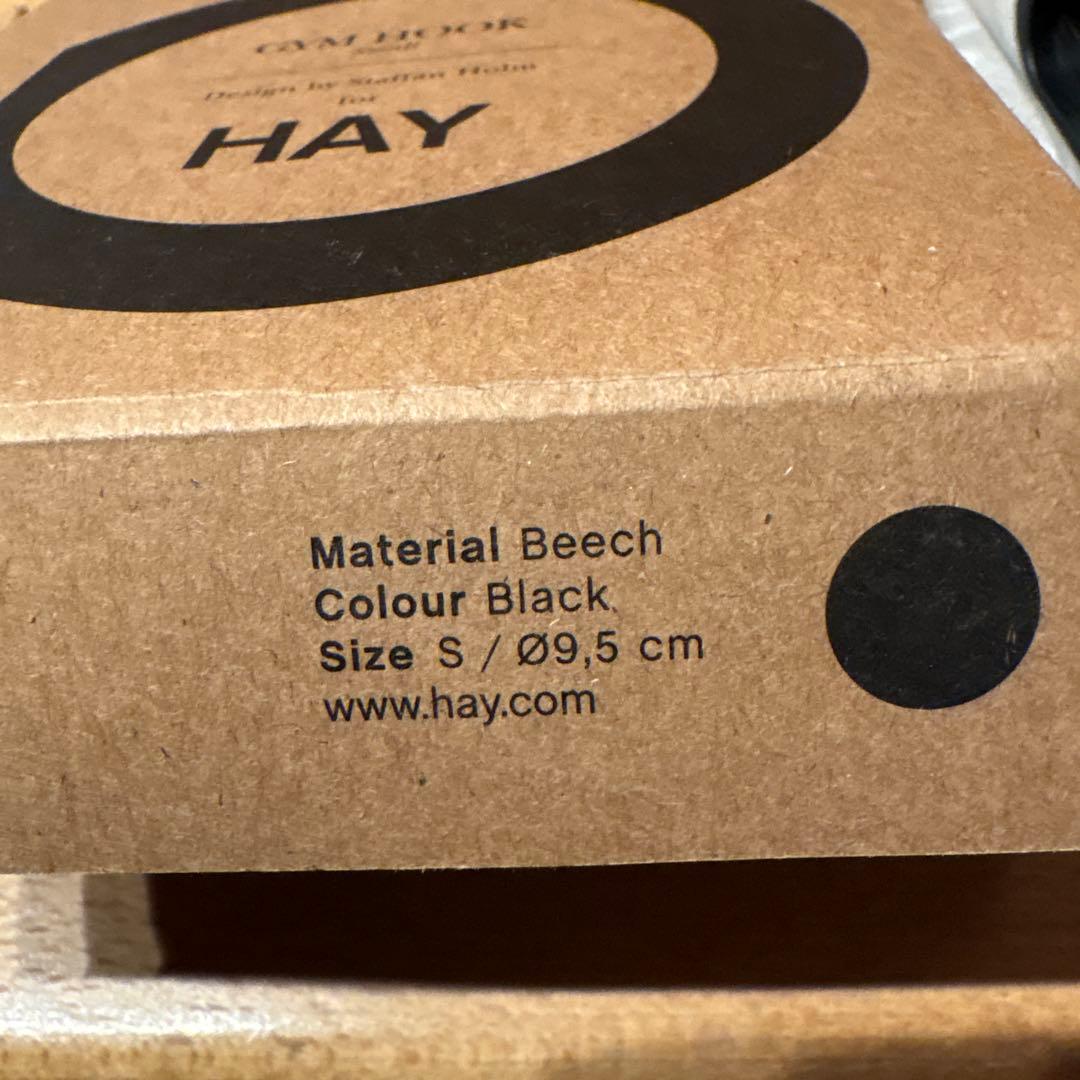 GYM HOOK
small
Design by Staffan Holm
for
HAY
Material Beech
Colour Black
Size S / Ø9,5 cm
www.hay.com